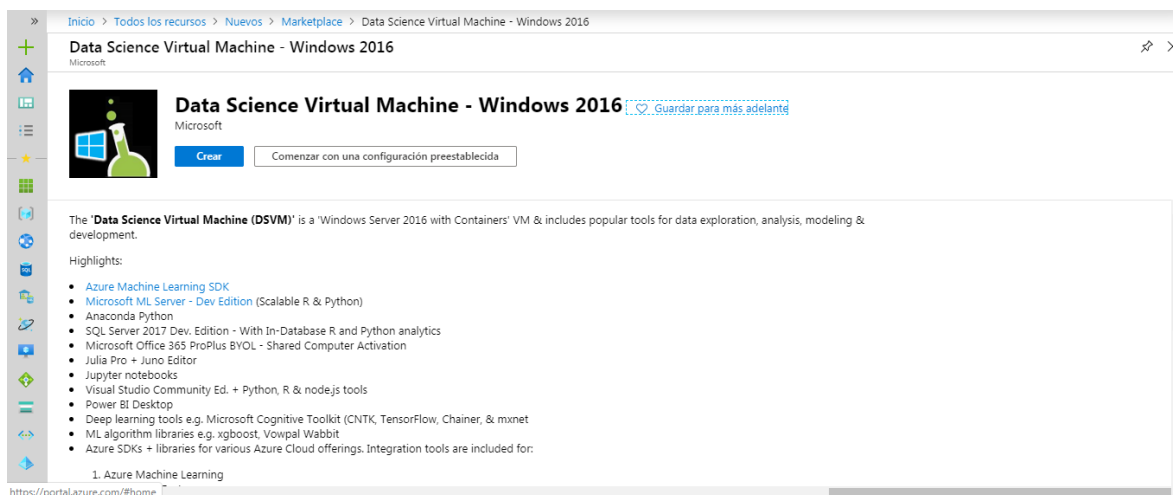 Inicio > Todos los recursos > Nuevos > Marketplace > Data Science Virtual Machine - Windows 2016
Data Science Virtual Machine - Windows 2016
Microsoft
Data Science Virtual Machine - Windows 2016 Guardar para más adelante
Microsoft
Crear Comenzar con una configuración preestablecida
The 'Data Science Virtual Machine (DSVM)' is a 'Windows Server 2016 with Containers' VM & includes popular tools for data exploration, analysis, modeling &
development.
Highlights:
• Azure Machine Learning SDK
• Microsoft ML Server - Dev Edition (Scalable R & Python)
• Anaconda Python
• SQL Server 2017 Dev. Edition - With In-Database R and Python analytics
• Microsoft Office 365 ProPlus BYOL - Shared Computer Activation
• Julia Pro + Juno Editor
• Jupyter notebooks
• Visual Studio Community Ed. + Python, R & node.js tools
• Power BI Desktop
• Deep learning tools e.g. Microsoft Cognitive Toolkit (CNTK, TensorFlow, Chainer, & mxnet
• ML algorithm libraries e.g. xgboost, Vowpal Wabbit
• Azure SDKs + libraries for various Azure Cloud offerings. Integration tools are included for:
1. Azure Machine Learning
https://portal.azure.com/#home
SQL